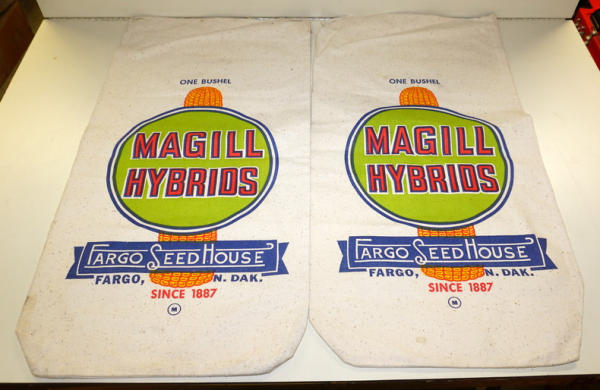 ONE BUSHEL
MAGILL
HYBRIDS
FARGO SEED HOUSE
FARGO, N. DAK.
SINCE 1887
M
ONE BUSHEL
MAGILL
HYBRIDS
FARGO SEED HOUSE
FARGO, N. DAK.
SINCE 1887
M